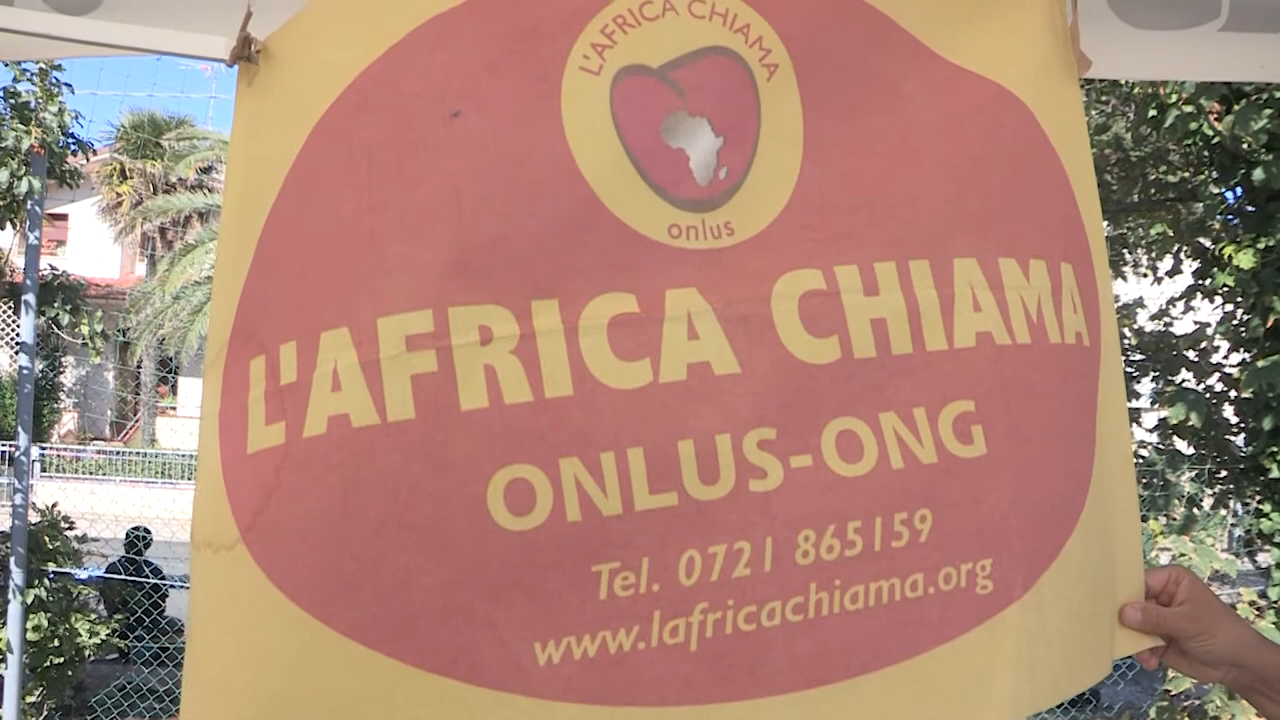 L'AFRICA CHIAMA
onlus
L'AFRICA CHIAMA
ONLUS-ONG
Tel. 0721 865159
www.lafricachiama.org